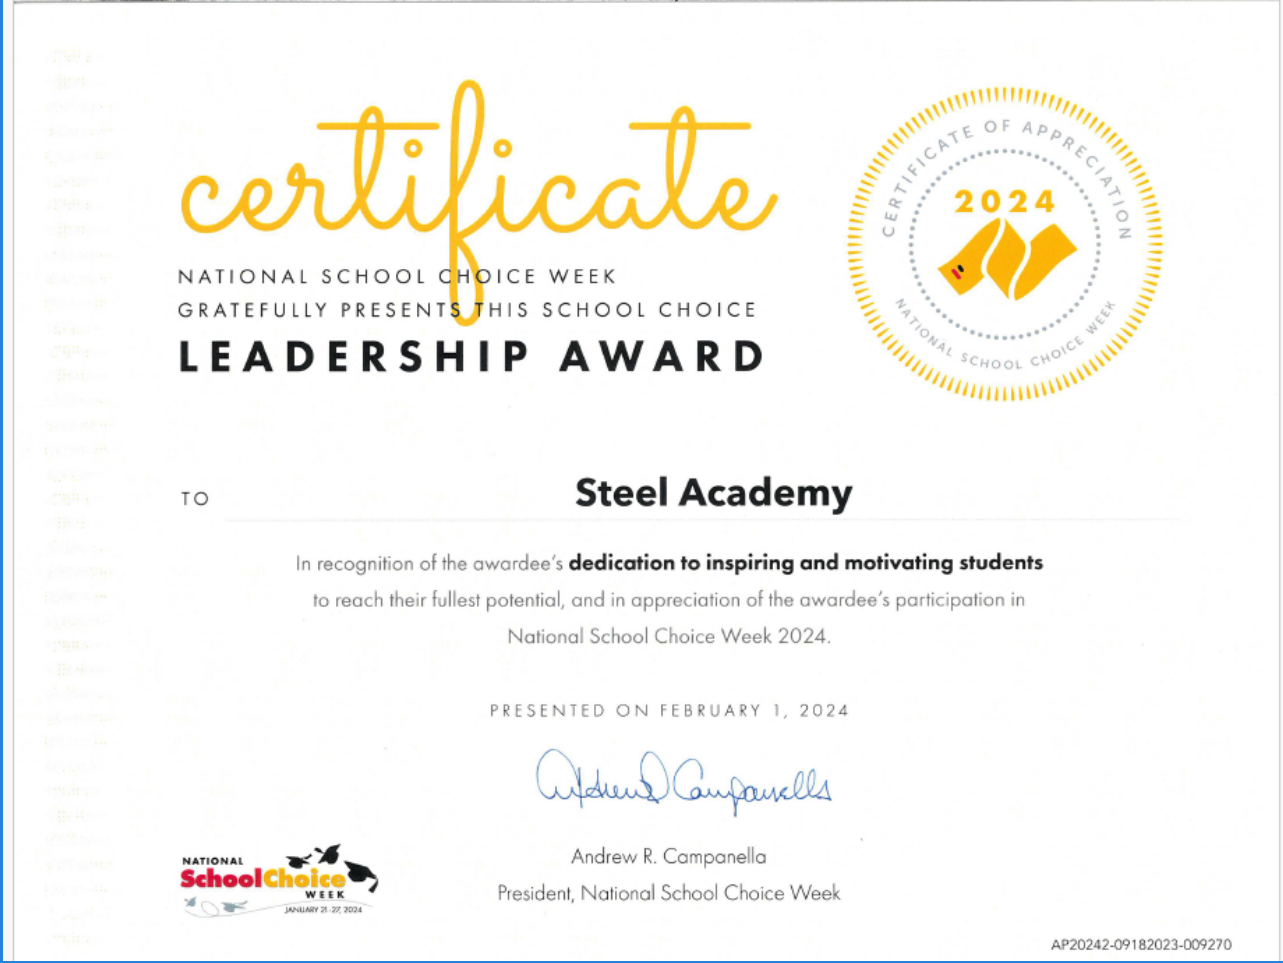 certificate
NATIONAL SCHOOL CHOICE WEEK
GRATEFULLY PRESENTS THIS SCHOOL CHOICE
LEADERSHIP AWARD
CERTIFICATE OF APPRECIATION
2024
NATIONAL SCHOOL CHOICE WEEK
TO
Steel Academy
In recognition of the awardee's dedication to inspiring and motivating students
to reach their fullest potential, and in appreciation of the awardee's participation in
National School Choice Week 2024.
PRESENTED ON FEBRUARY 1, 2024
Andrew R. Campanella
Andrew R. Campanella
President, National School Choice Week
NATIONAL
SchoolChoice
WEEK
JANUARY 21-27, 2024
AP20242-09182023-009270